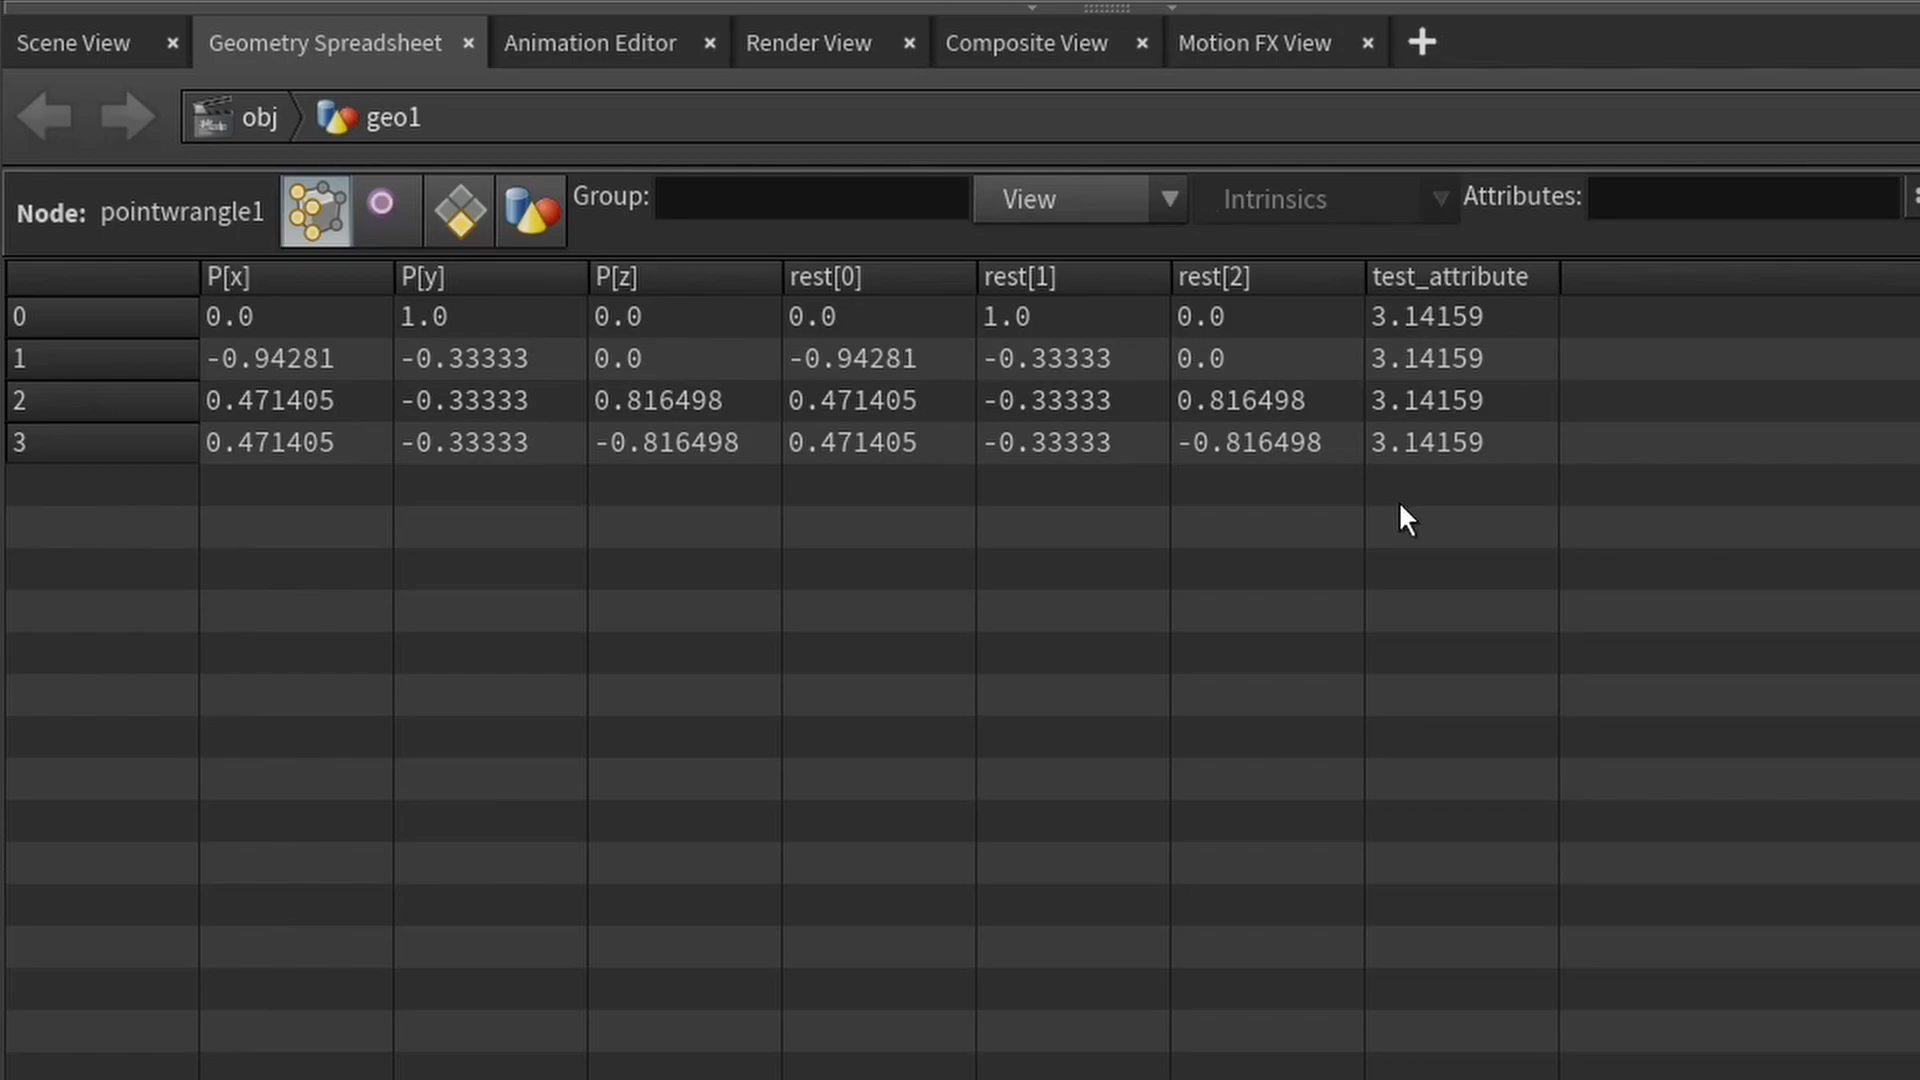 Scene View × Geometry Spreadsheet × Animation Editor × Render View × Composite View × Motion FX View × +
obj geo1
Node: pointwrangle1 Group: View Intrinsics Attributes:
P[x] P[y] P[z] rest[0] rest[1] rest[2] test_attribute
0 0.0 1.0 0.0 0.0 1.0 0.0 3.14159
1 -0.94281 -0.33333 0.0 -0.94281 -0.33333 0.0 3.14159
2 0.471405 -0.33333 0.816498 0.471405 -0.33333 0.816498 3.14159
3 0.471405 -0.33333 -0.816498 0.471405 -0.33333 -0.816498 3.14159